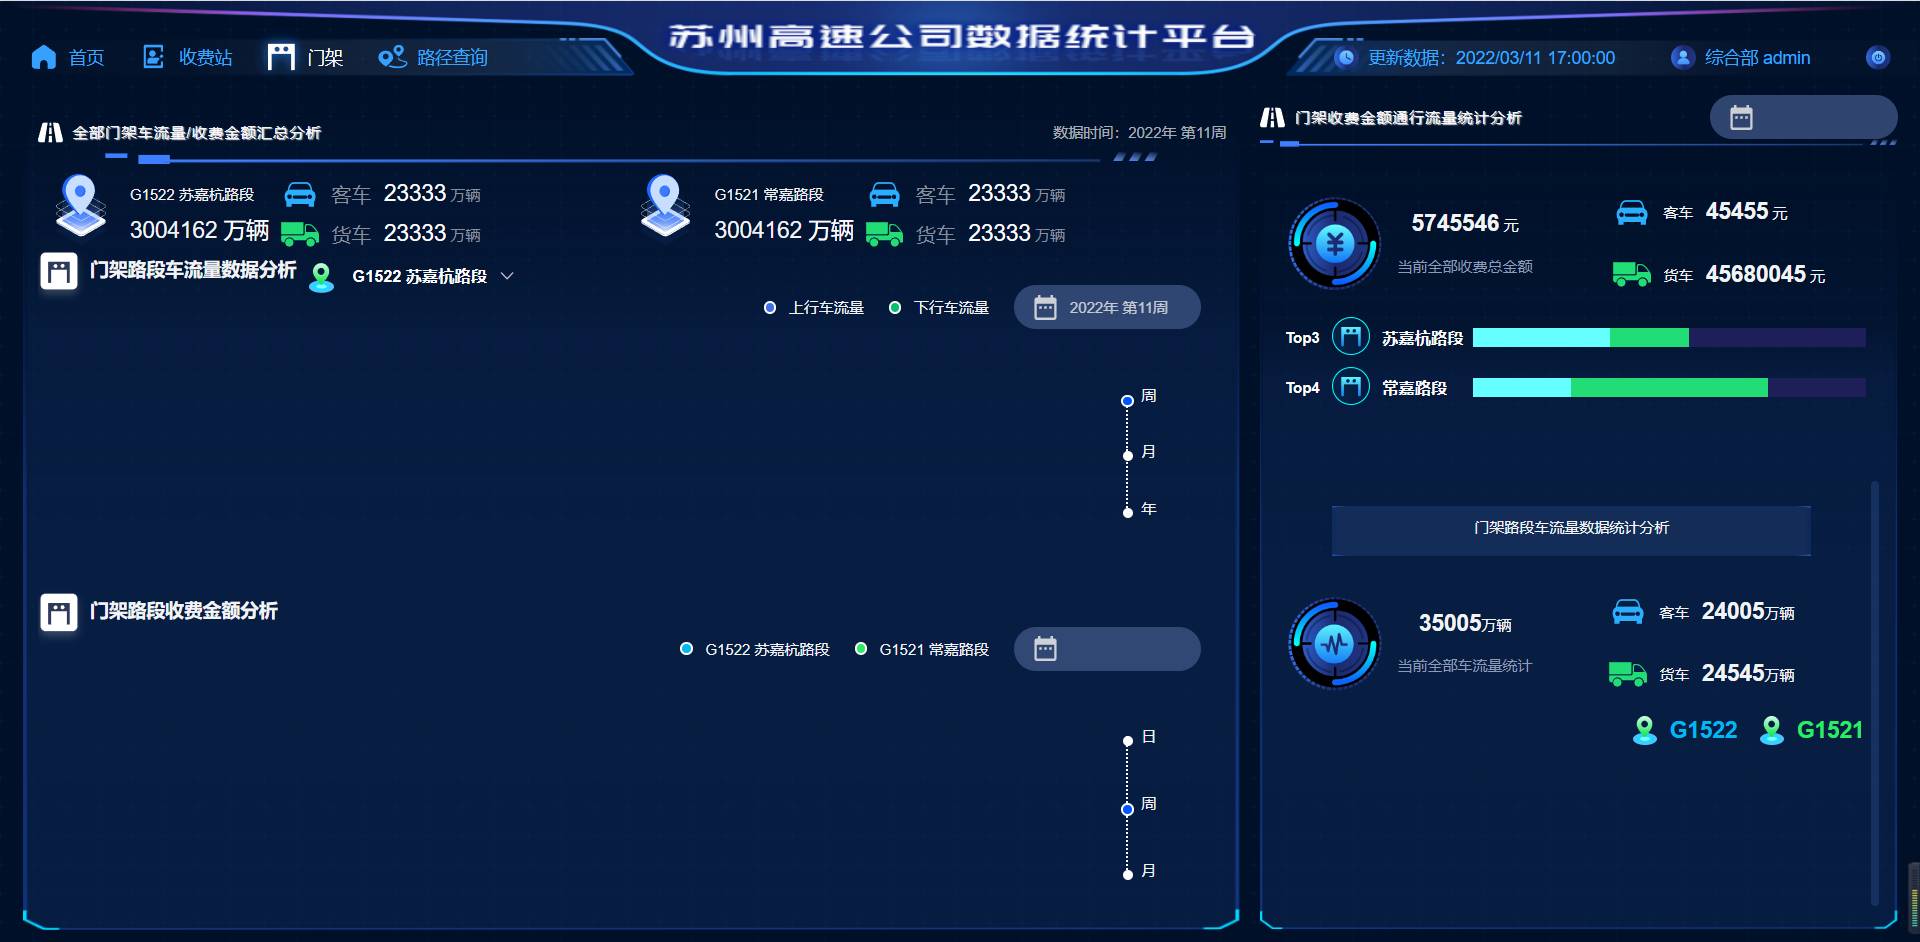 苏州高速公司数据统计平台
首页 收费站 门架 路径查询
更新数据: 2022/03/11 17:00:00 综合部 admin
全部门架车流量/收费金额汇总分析
数据时间: 2022年 第11周
G1522 苏嘉杭路段 客车 23333 万辆
3004162 万辆 货车 23333 万辆
G1521 常嘉路段 客车 23333 万辆
3004162 万辆 货车 23333 万辆
门架路段车流量数据分析 G1522 苏嘉杭路段
上行车流量 下行车流量 2022年 第11周
周
月
年
门架路段收费金额分析
G1522 苏嘉杭路段 G1521 常嘉路段
日
周
月
门架收费金额通行流量统计分析
5745546 元
当前全部收费总金额
客车 45455 元
货车 45680045 元
Top3 苏嘉杭路段
Top4 常嘉路段
门架路段车流量数据统计分析
35005万辆
当前全部车流量统计
客车 24005万辆
货车 24545万辆
G1522 G1521